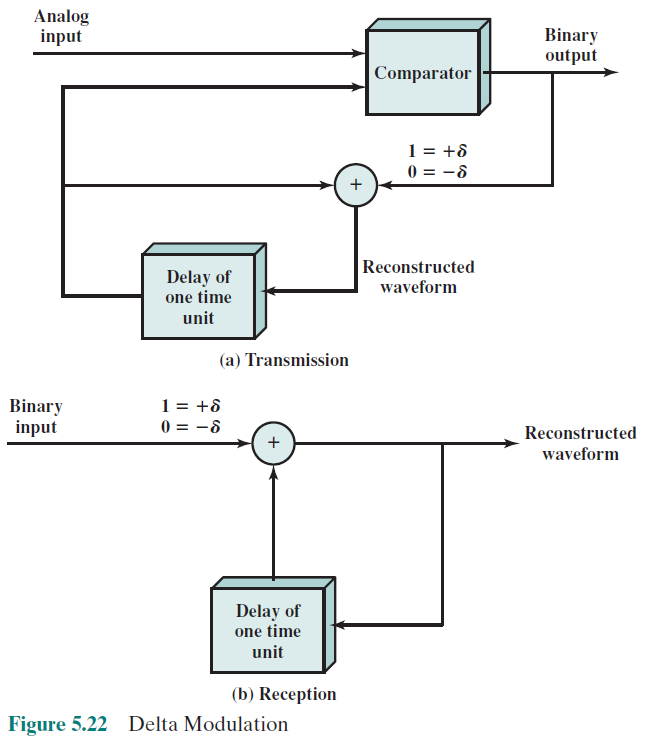 Analog
input
Binary
output
Comparator
1 = +δ
0 = −δ
+
Reconstructed
waveform
Delay of
one time
unit
(a) Transmission
Binary
input
1 = +δ
0 = −δ
+
Reconstructed
waveform
Delay of
one time
unit
(b) Reception
Figure 5.22 Delta Modulation